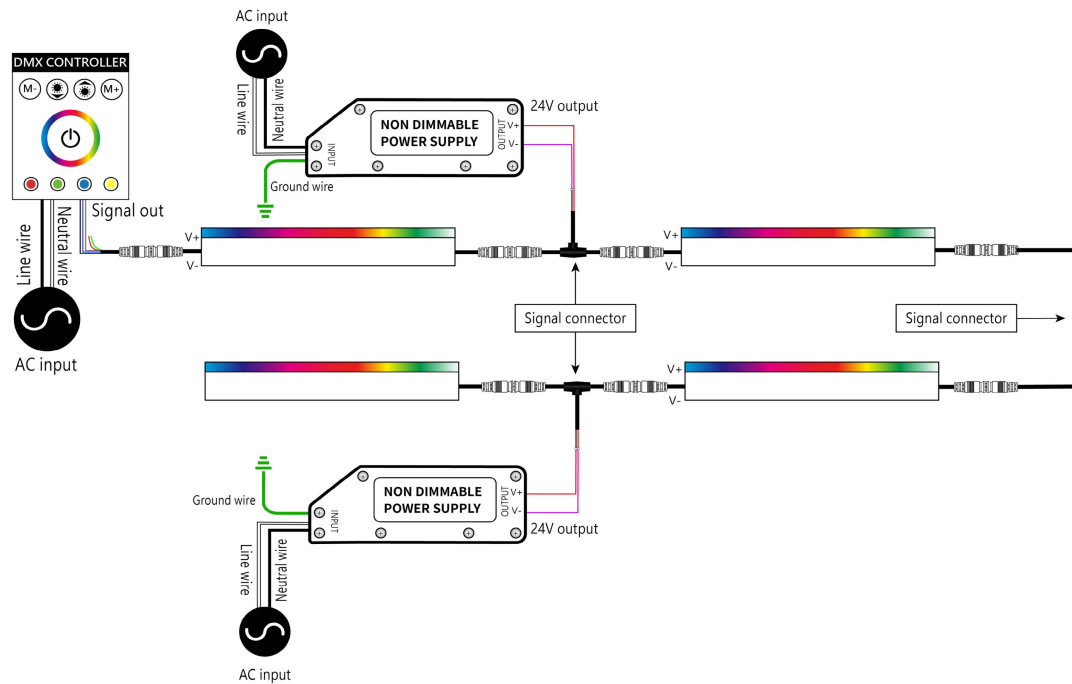 AC input
DMX CONTROLLER
M-
M+
Line wire
Neutral wire
24V output
NON DIMMABLE
POWER SUPPLY
INPUT
OUTPUT
V+
V-
Ground wire
Signal out
Line wire
Neutral wire
V+
V-
V+
V-
Signal connector
Signal connector
AC input
V+
V-
Ground wire
NON DIMMABLE
POWER SUPPLY
INPUT
OUTPUT
V+
V-
24V output
Line wire
Neutral wire
AC input